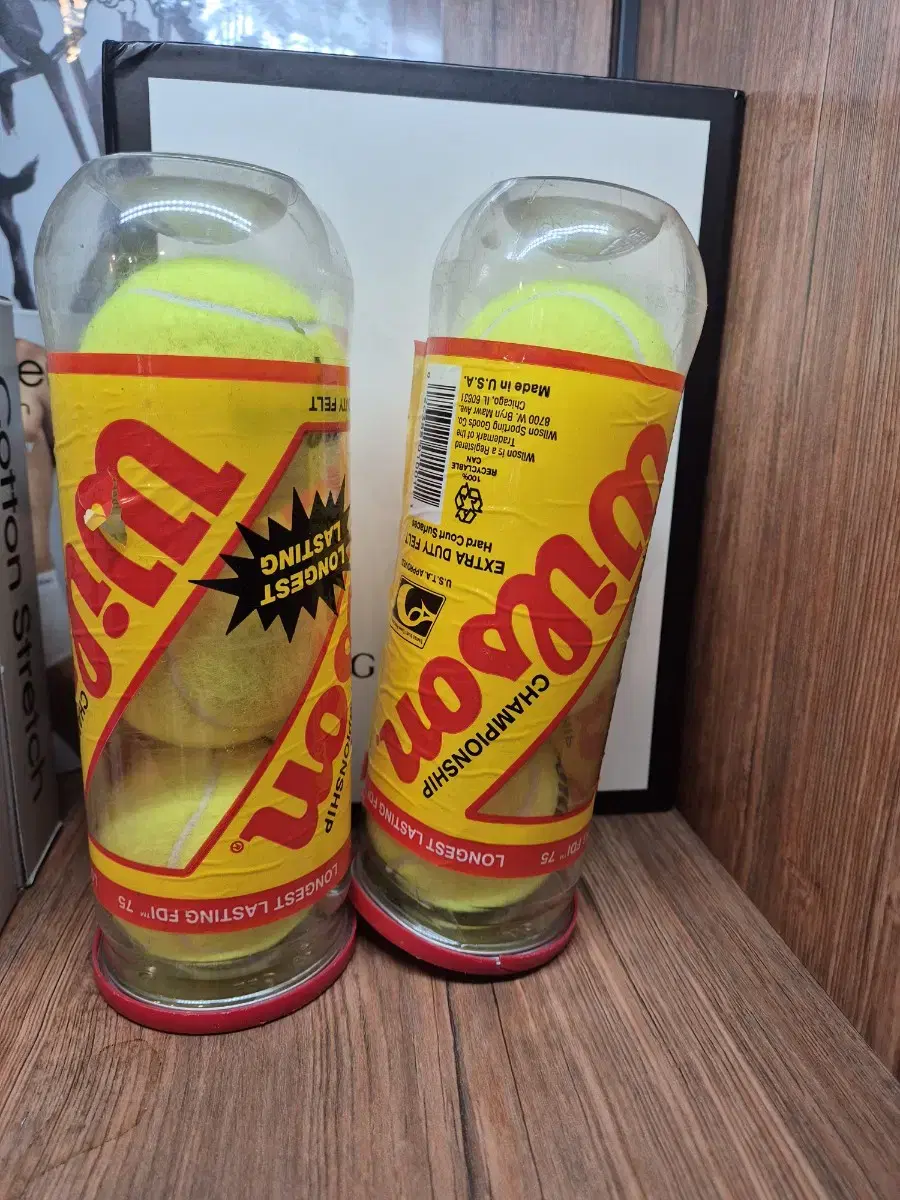 Wilson
CHAMPIONSHIP
LONGEST
LASTING
DUTY FELT
LONGEST LASTING FDI™ 75
Wilson
®
CHAMPIONSHIP
LONGEST LASTING FDI™ 75
EXTRA DUTY FELT
Hard Court Surfaces
U.S.T.A. APPROVED
100%
RECYCLABLE
CAN
Wilson is a Registered
Trademark of the
Wilson Sporting Goods Co.
8700 W. Bryn Mawr Ave.
Chicago, IL 60631
Made in U.S.A.
Cotton Stretch
G